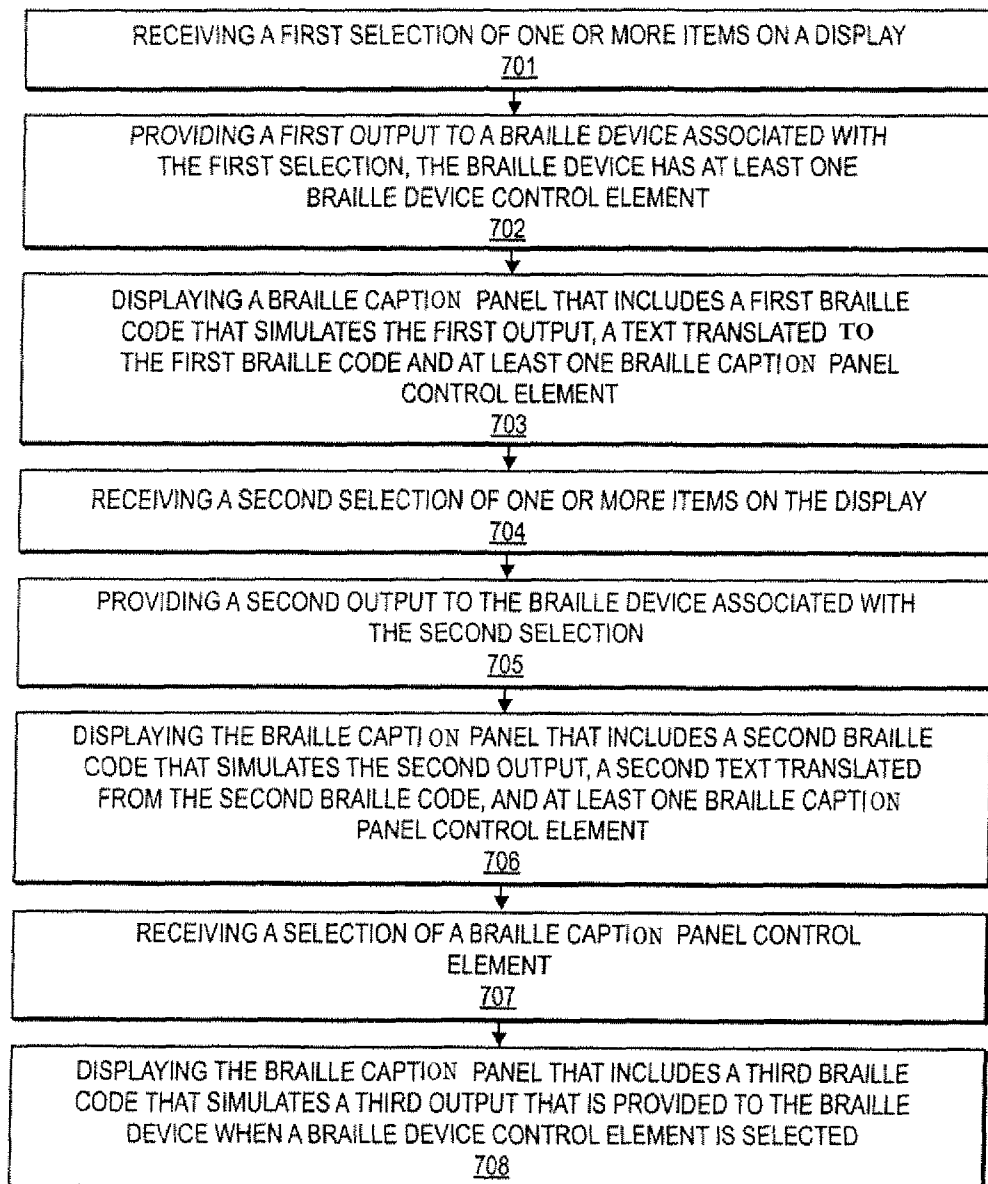 RECEIVING A FIRST SELECTION OF ONE OR MORE ITEMS ON A DISPLAY
701
PROVIDING A FIRST OUTPUT TO A BRAILLE DEVICE ASSOCIATED WITH
THE FIRST SELECTION, THE BRAILLE DEVICE HAS AT LEAST ONE
BRAILLE DEVICE CONTROL ELEMENT
702
DISPLAYING A BRAILLE CAPTION PANEL THAT INCLUDES A FIRST BRAILLE
CODE THAT SIMULATES THE FIRST OUTPUT, A TEXT TRANSLATED TO
THE FIRST BRAILLE CODE AND AT LEAST ONE BRAILLE CAPTION PANEL
CONTROL ELEMENT
703
RECEIVING A SECOND SELECTION OF ONE OR MORE ITEMS ON THE DISPLAY
704
PROVIDING A SECOND OUTPUT TO THE BRAILLE DEVICE ASSOCIATED WITH
THE SECOND SELECTION
705
DISPLAYING THE BRAILLE CAPTION PANEL THAT INCLUDES A SECOND BRAILLE
CODE THAT SIMULATES THE SECOND OUTPUT, A SECOND TEXT TRANSLATED
FROM THE SECOND BRAILLE CODE, AND AT LEAST ONE BRAILLE CAPTION
PANEL CONTROL ELEMENT
706
RECEIVING A SELECTION OF A BRAILLE CAPTION PANEL CONTROL
ELEMENT
707
DISPLAYING THE BRAILLE CAPTION PANEL THAT INCLUDES A THIRD BRAILLE
CODE THAT SIMULATES A THIRD OUTPUT THAT IS PROVIDED TO THE BRAILLE
DEVICE WHEN A BRAILLE DEVICE CONTROL ELEMENT IS SELECTED
708